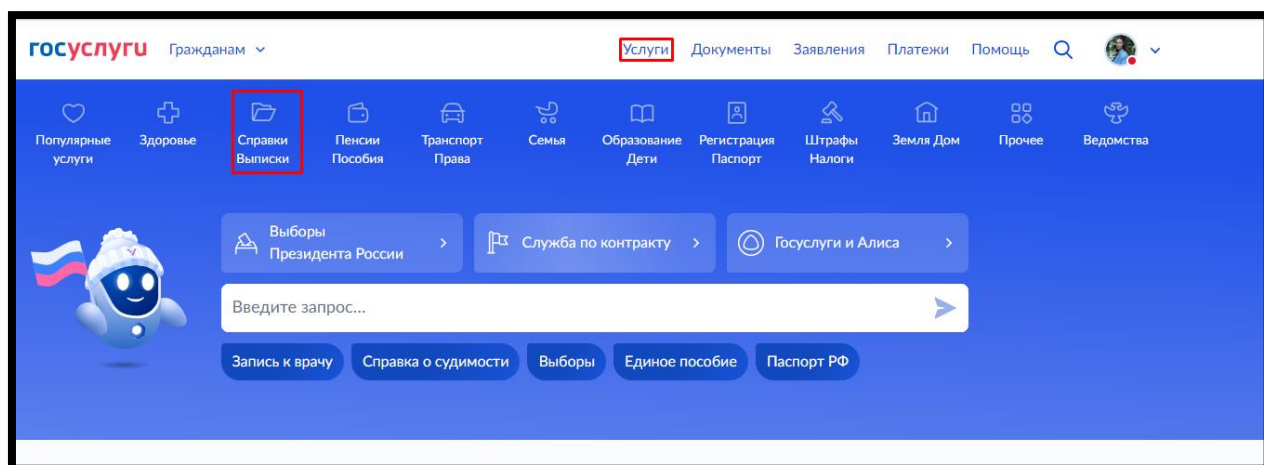 госуслуги Гражданам Услуги Документы Заявления Платежи Помощь
Популярные услуги
Здоровье
Справки Выписки
Пенсии Пособия
Транспорт Права
Семья
Образование Дети
Регистрация Паспорт
Штрафы Налоги
Земля Дом
Прочее
Ведомства
Выборы
Президента России
Служба по контракту
Госуслуги и Алиса
Введите запрос...
Запись к врачу Справка о судимости Выборы Единое пособие Паспорт РФ